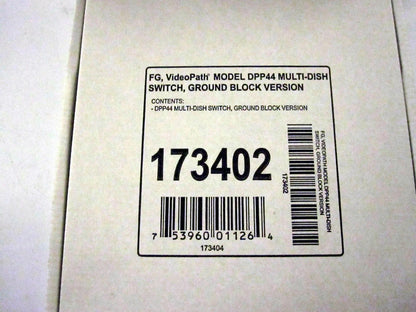 FG, VideoPath® MODEL DPP44 MULTI-DISH
SWITCH, GROUND BLOCK VERSION
CONTENTS:
- DPP44 MULTI-DISH SWITCH, GROUND BLOCK VERSION
173402
7 53960 01126 4
173404
173402
FG, VIDEOPATH MODEL DPP44 MULTI-DISH
SWITCH, GROUND BLOCK VERSION